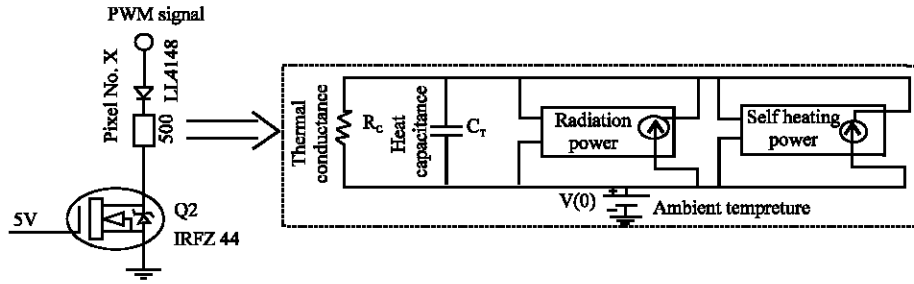 PWM signal
Pixel No. X
LL4148
500
5V
Q2
IRFZ 44
Thermal
conductance
RC
Heat
capacitance
CT
Radiation
power
Self heating
power
V(0)
Ambient tempreture